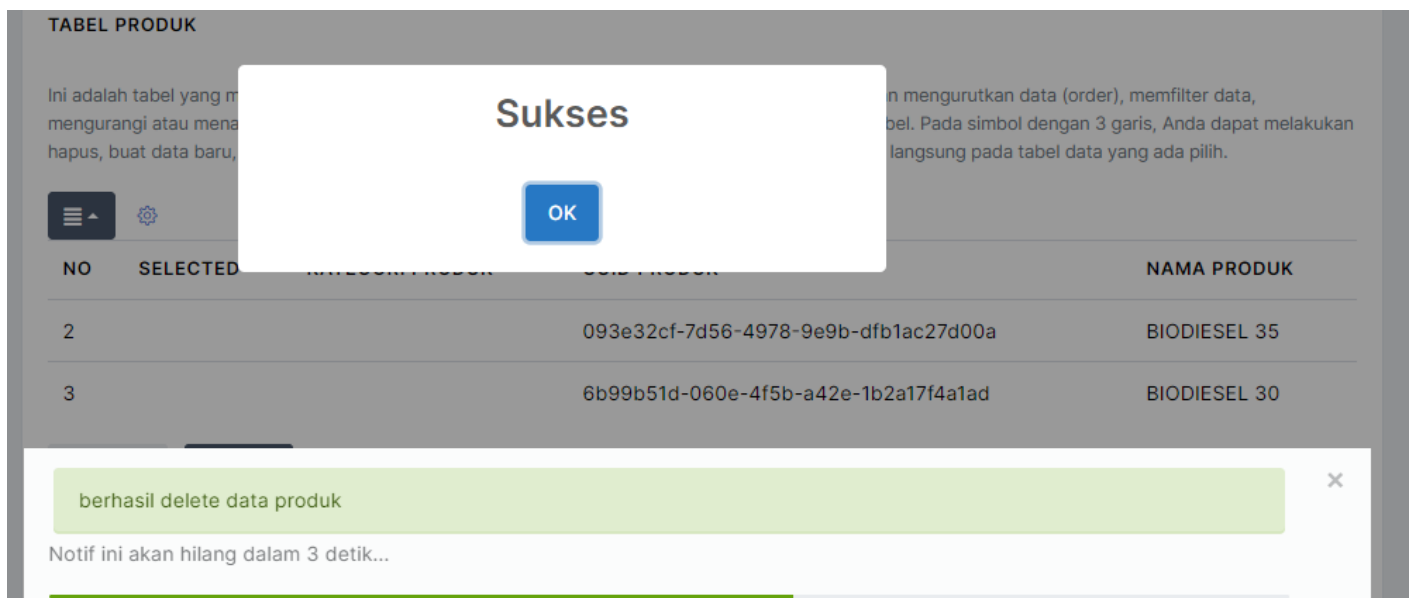 TABEL PRODUK
Ini adalah tabel yang
n mengurutkan data (order), memfilter data,
mengurangi atau
bel. Pada simbol dengan 3 garis, Anda dapat melakukan
hapus, buat data baru,
langsung pada tabel data yang ada pilih.
Sukses
OK
NO SELECTED NAMA PRODUK
2 093e32cf-7d56-4978-9e9b-dfb1ac27d00a BIODIESEL 35
3 6b99b51d-060e-4f5b-a42e-1b2a17f4a1ad BIODIESEL 30
berhasil delete data produk
×
Notif ini akan hilang dalam 3 detik...